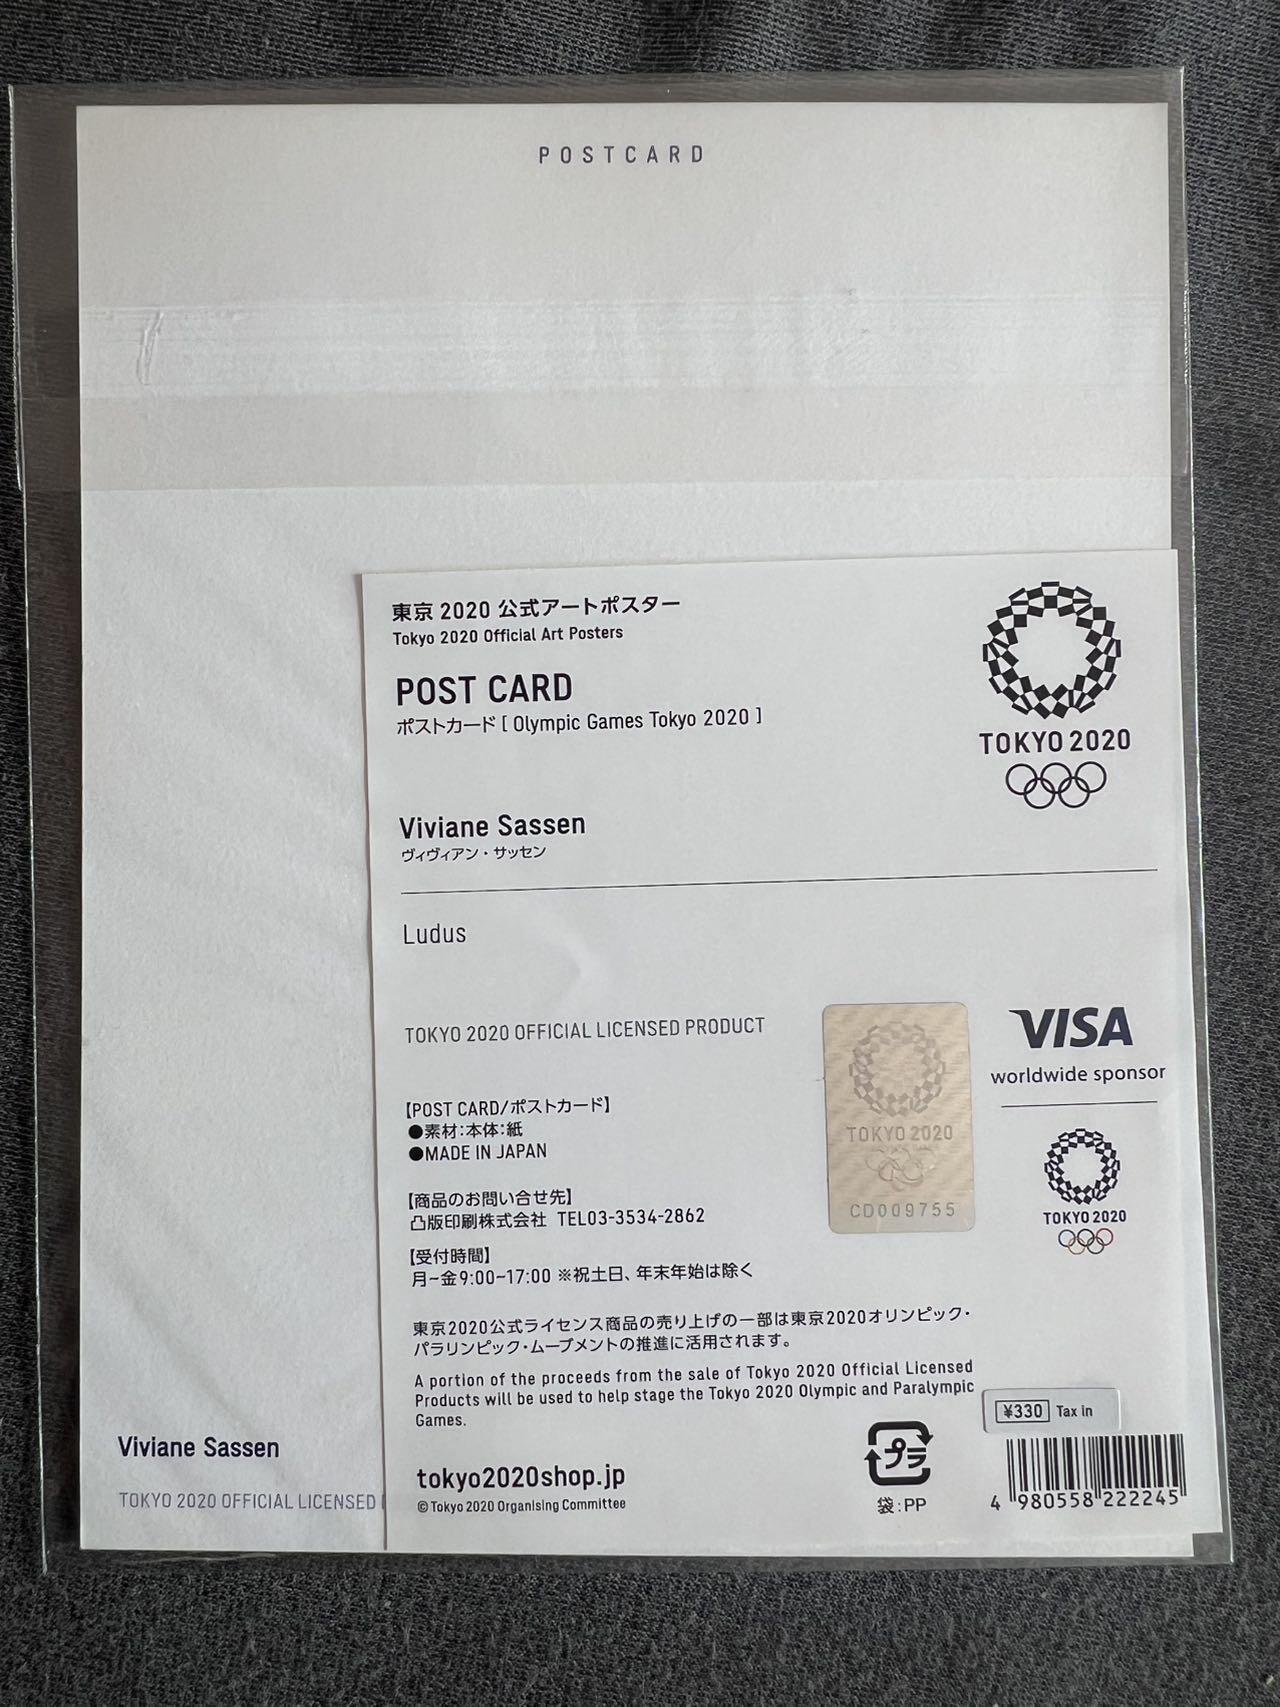 POSTCARD
東京 2020 公式アートポスター
Tokyo 2020 Official Art Posters
POST CARD
ポストカード [ Olympic Games Tokyo 2020 ]
TOKYO 2020
Viviane Sassen
ヴィヴィアン・サッセン
Ludus
TOKYO 2020 OFFICIAL LICENSED PRODUCT
TOKYO 2020
CD009755
VISA
worldwide sponsor
TOKYO 2020
【POST CARD/ポストカード】
●素材:本体:紙
●MADE IN JAPAN
【商品のお問い合せ先】
凸版印刷株式会社 TEL03-3534-2862
【受付時間】
月~金9:00~17:00 ※祝土日、年末年始は除く
東京2020公式ライセンス商品の売り上げの一部は東京2020オリンピック・
パラリンピック・ムーブメントの推進に活用されます。
A portion of the proceeds from the sale of Tokyo 2020 Official Licensed
Products will be used to help stage the Tokyo 2020 Olympic and Paralympic
Games.
¥330 Tax in
tokyo2020shop.jp
© Tokyo 2020 Organising Committee
プラ
袋:PP
4 980558 222245
Viviane Sassen
TOKYO 2020 OFFICIAL LICENSED